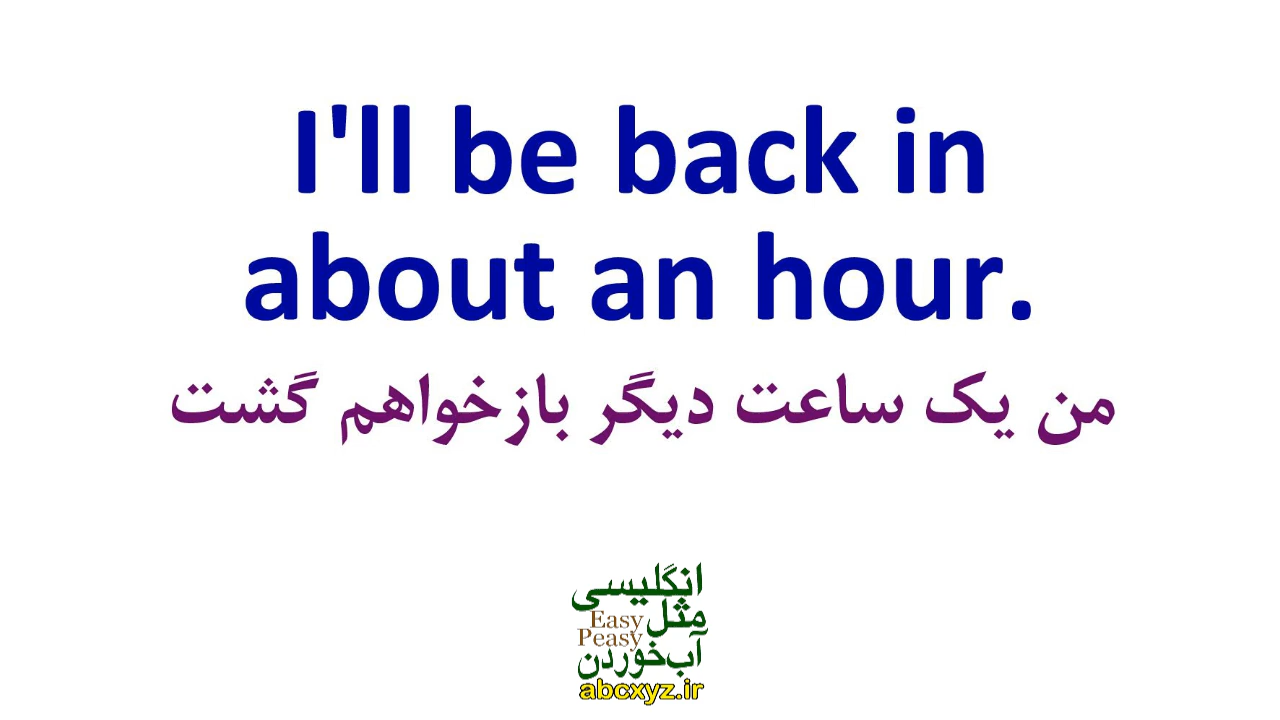 I'll be back in
about an hour.
من یک ساعت دیگر بازخواهم گشت
انگلیسی
مثل
Easy
Peasy
آب‌خوردن
abcxyz.ir